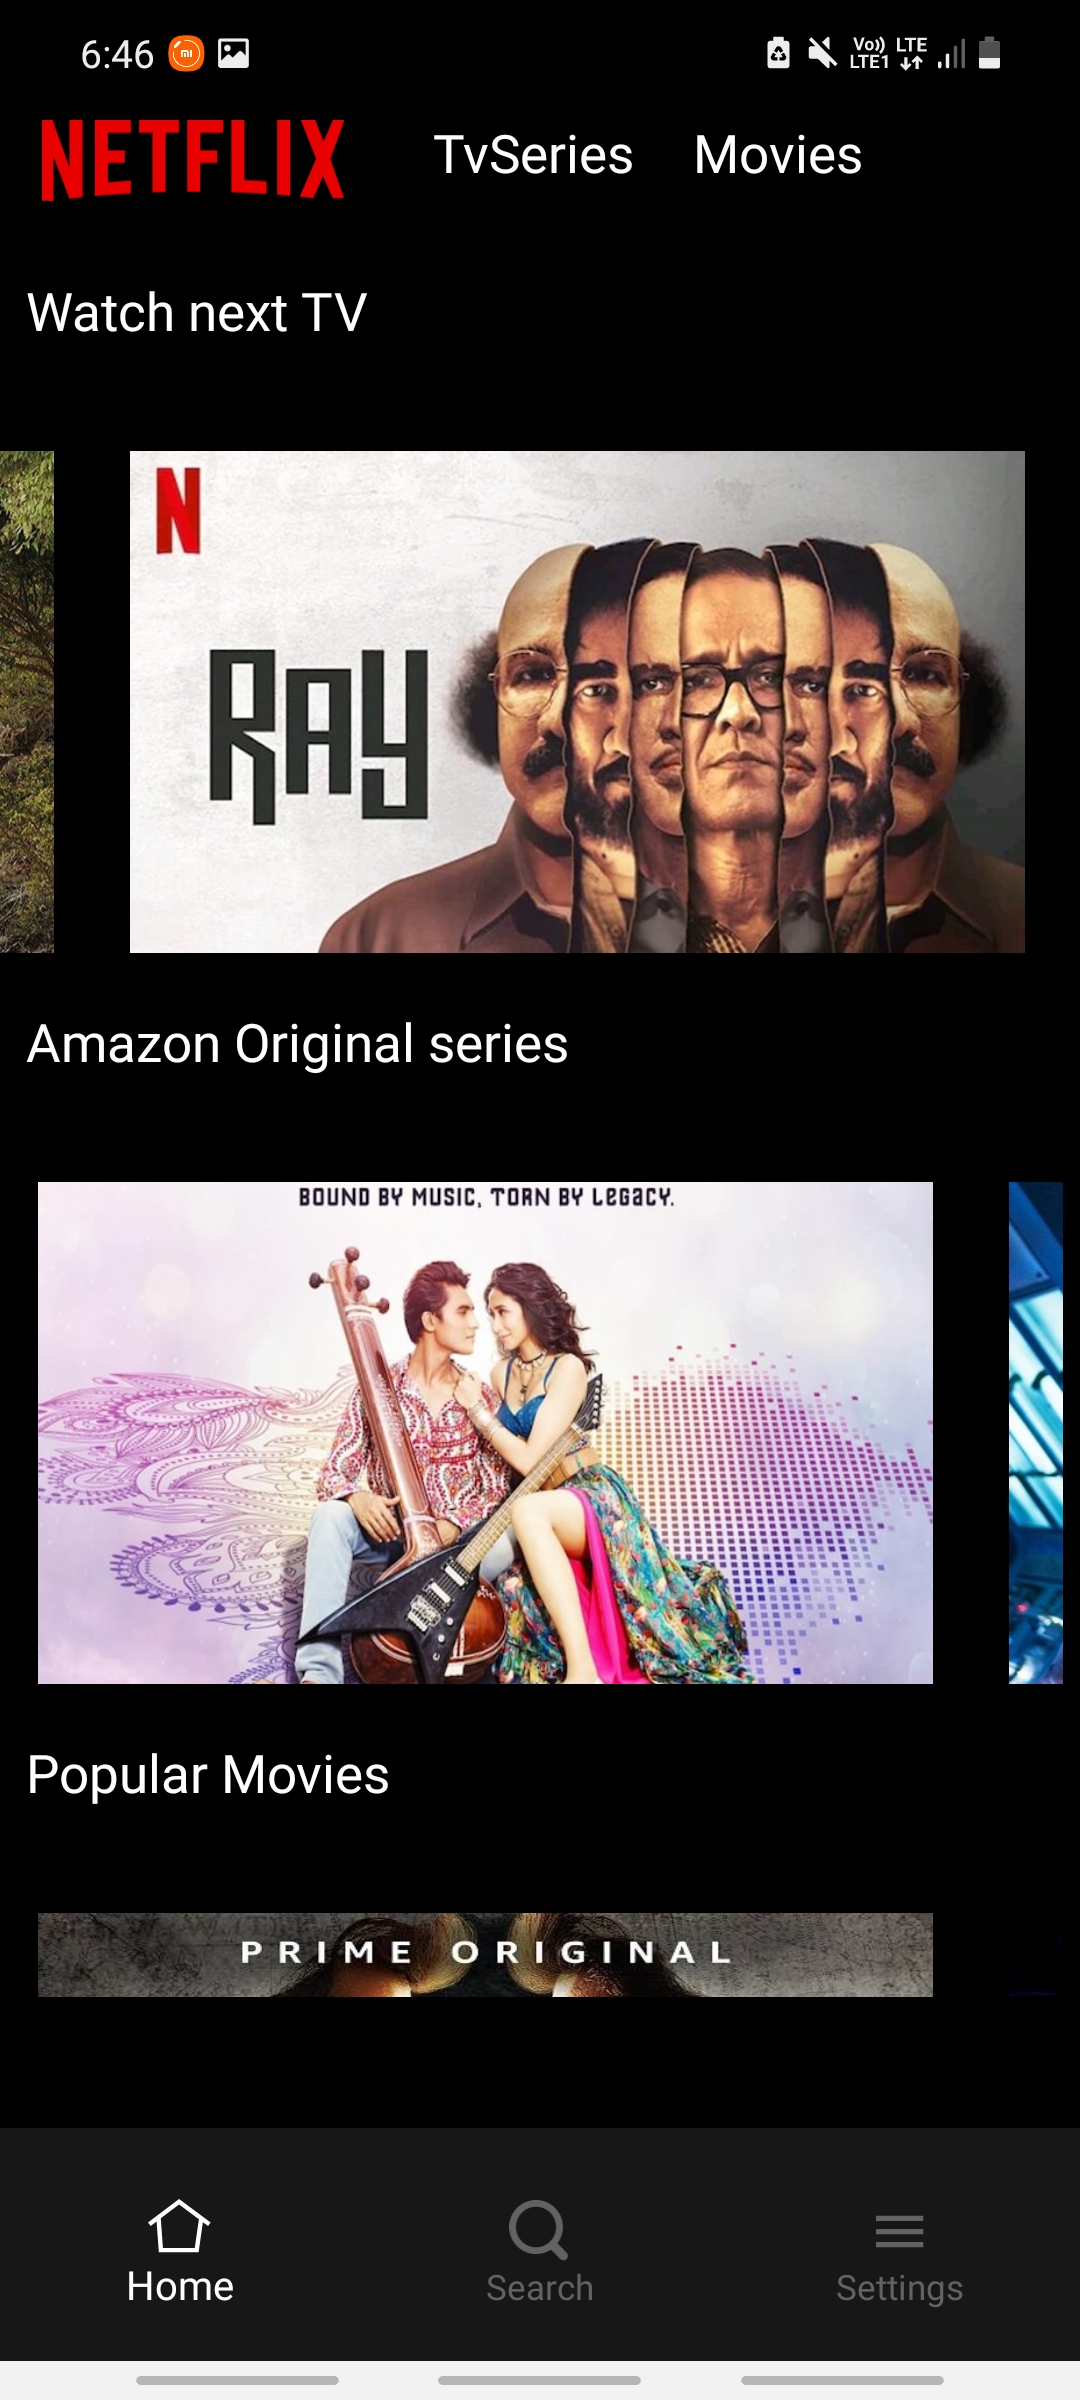 6:46
Vo)) LTE
LTE1
NETFLIX TvSeries Movies
Watch next TV
N
RAY
Amazon Original series
BOUND BY MUSIC, TORN BY LEGACY.
Popular Movies
PRIME ORIGINAL
Home Search Settings